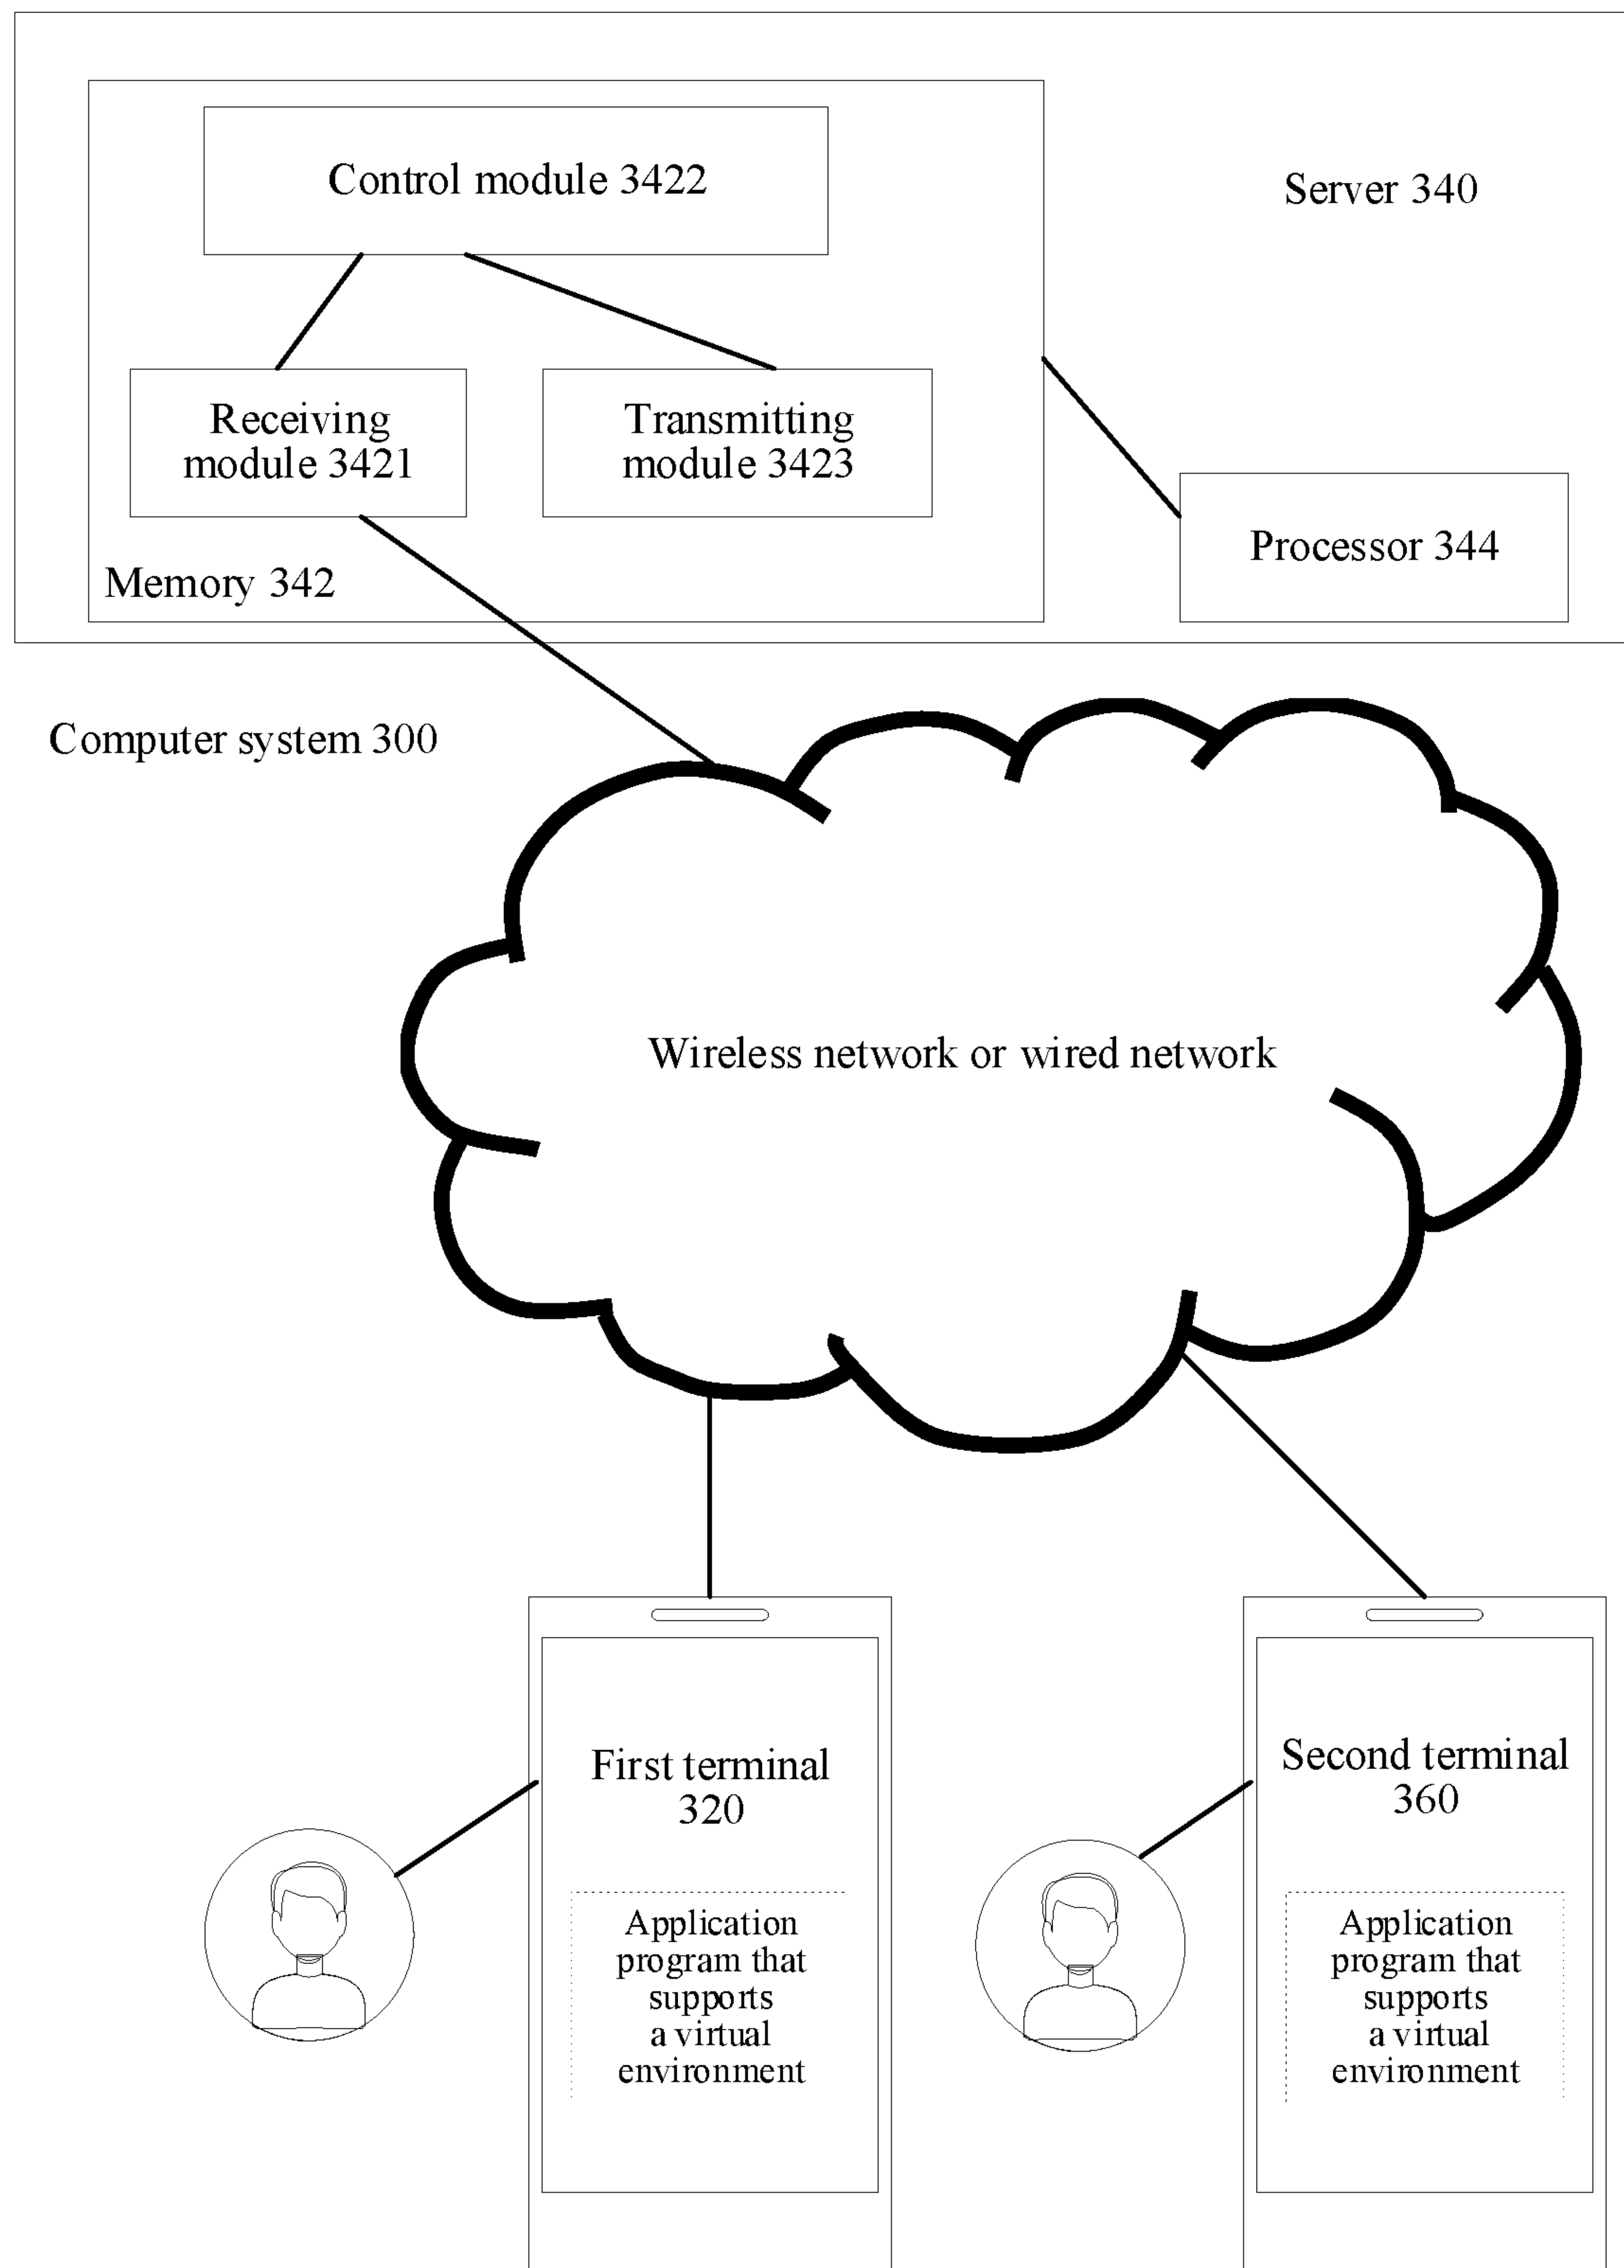 Control module 3422
Server 340
Receiving
module 3421
Transmitting
module 3423
Processor 344
Memory 342
Computer system 300
Wireless network or wired network
First terminal
320
Application
program that
supports
a virtual
environment
Second terminal
360
Application
program that
supports
a virtual
environment